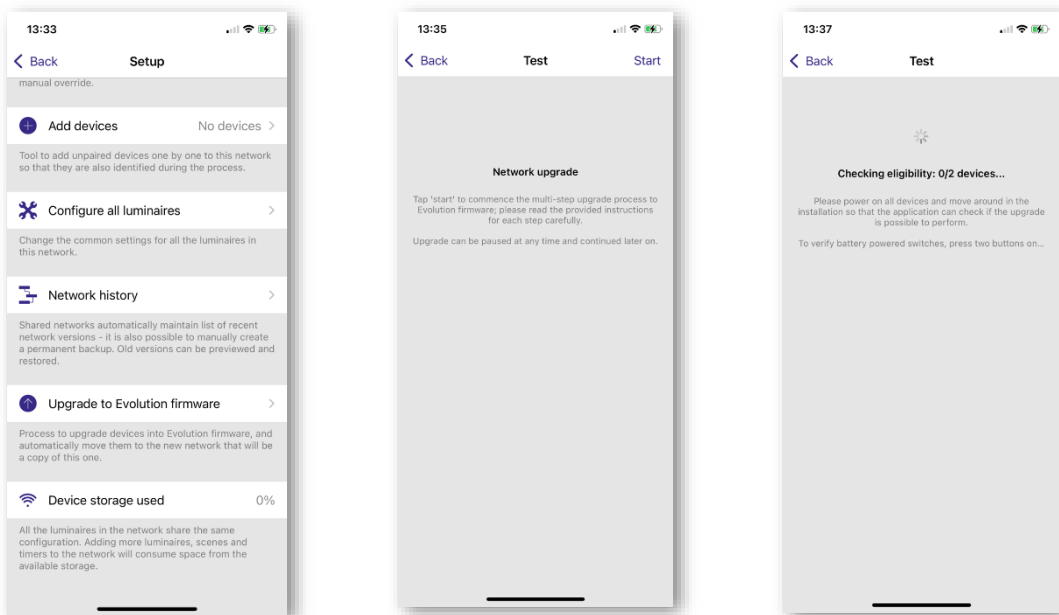 13:33
Back
Setup
manual override.
Add devices
No devices
Tool to add unpaired devices one by one to this network
so that they are also identified during the process.
Configure all luminaires
Change the common settings for all the luminaires in
this network.
Network history
Shared networks automatically maintain list of recent
network versions - it is also possible to manually create
a permanent backup. Old versions can be previewed and
restored.
Upgrade to Evolution firmware
Process to upgrade devices into Evolution firmware, and
automatically move them to the new network that will be
a copy of this one.
Device storage used
0%
All the luminaires in the network share the same
configuration. Adding more luminaires, scenes and
timers to the network will consume space from the
available storage.
13:35
Back
Test
Start
Network upgrade
Tap 'start' to commence the multi-step upgrade process to
Evolution firmware; please read the provided instructions
for each step carefully.
Upgrade can be paused at any time and continued later on.
13:37
Back
Test
Checking eligibility: 0/2 devices...
Please power on all devices and move around in the
installation so that the application can check if the upgrade
is possible to perform.
To verify battery powered switches, press two buttons on...